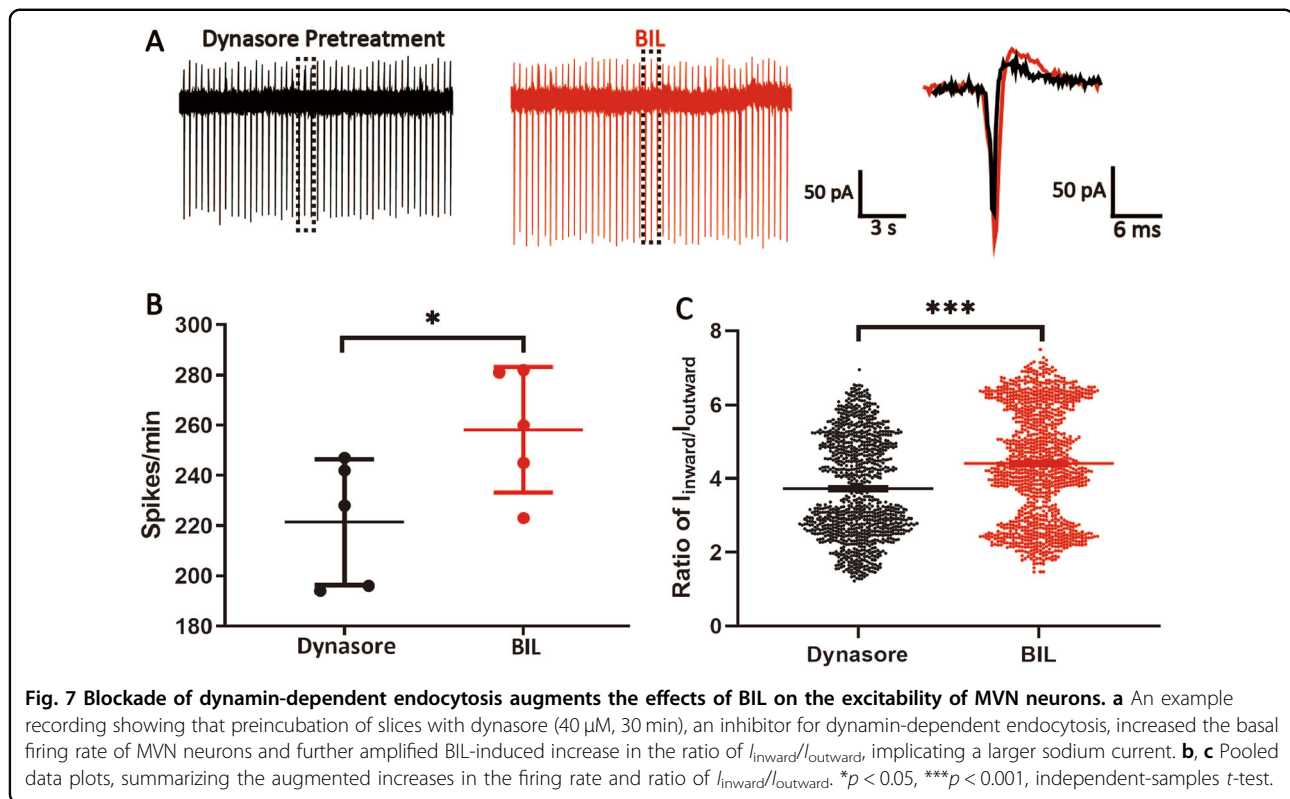 A
Dynasore Pretreatment
BIL
50 pA
3 s
50 pA
6 ms
B
*
Spikes/min
300
280
260
240
220
200
180
Dynasore
BIL
C
***
Ratio of Iinward/Ioutward
8
6
4
2
0
Dynasore
BIL
Fig. 7 Blockade of dynamin-dependent endocytosis augments the effects of BIL on the excitability of MVN neurons. a An example
recording showing that preincubation of slices with dynasore (40 µM, 30 min), an inhibitor for dynamin-dependent endocytosis, increased the basal
firing rate of MVN neurons and further amplified BIL-induced increase in the ratio of Iinward/Ioutward, implicating a larger sodium current. b, c Pooled
data plots, summarizing the augmented increases in the firing rate and ratio of Iinward/Ioutward. *p < 0.05, ***p < 0.001, independent-samples t-test.